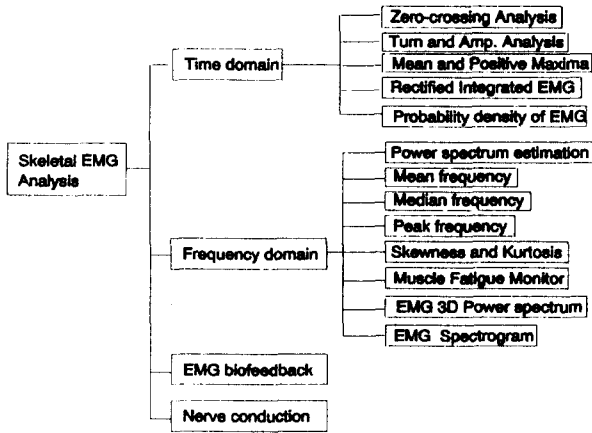 Skeletal EMG
Analysis
Time domain
Zero-crossing Analysis
Turn and Amp. Analysis
Mean and Positive Maxima
Rectified Integrated EMG
Probability density of EMG
Frequency domain
Power spectrum estimation
Mean frequency
Median frequency
Peak frequency
Skewness and Kurtosis
Muscle Fatigue Monitor
EMG 3D Power spectrum
EMG Spectrogram
EMG biofeedback
Nerve conduction